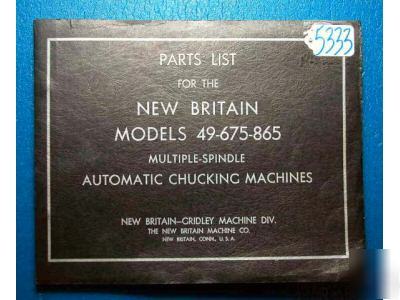 5333
PARTS LIST
FOR THE
NEW BRITAIN
MODELS 49-675-865
MULTIPLE-SPINDLE
AUTOMATIC CHUCKING MACHINES
NEW BRITAIN-GRIDLEY MACHINE DIV.
THE NEW BRITAIN MACHINE CO.
NEW BRITAIN, CONN., U.S.A.